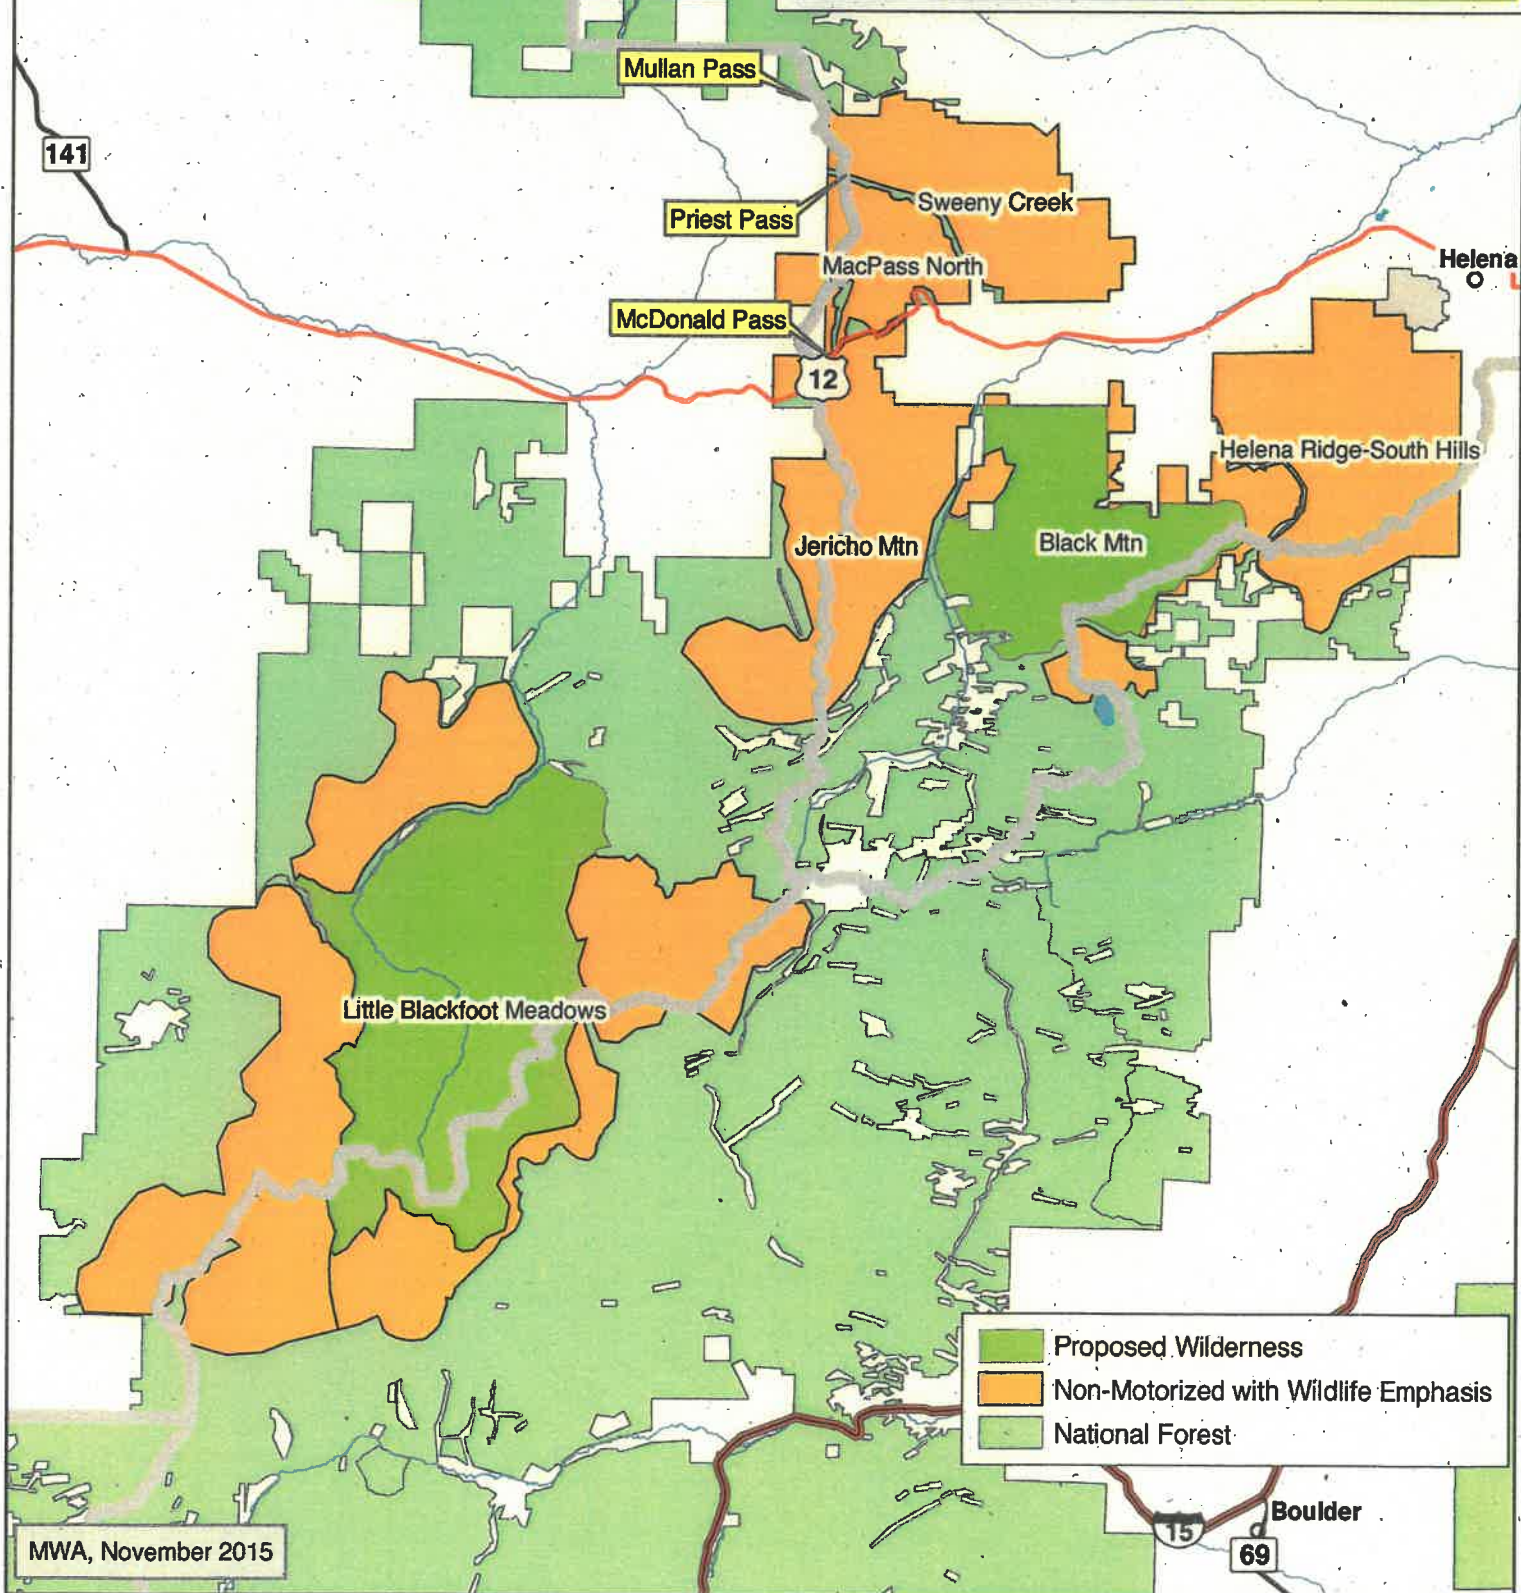 Mullan Pass
141
Sweeny Creek
Priest Pass
MacPass North
Helena
McDonald Pass
12
Helena Ridge-South Hills
Jericho Mtn
Black Mtn
Little Blackfoot Meadows
Proposed Wilderness
Non-Motorized with Wildlife Emphasis
National Forest
Boulder
15
69
MWA, November 2015